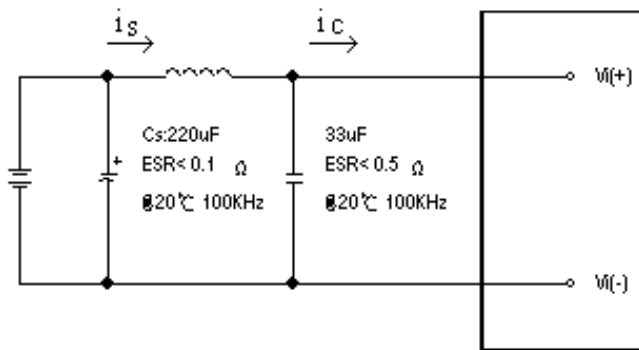 is
ic
Vi(+)
Cs:220uF
ESR<0.1 Ω
@20℃ 100KHz
+
33uF
ESR<0.5 Ω
@20℃ 100KHz
Vi(-)